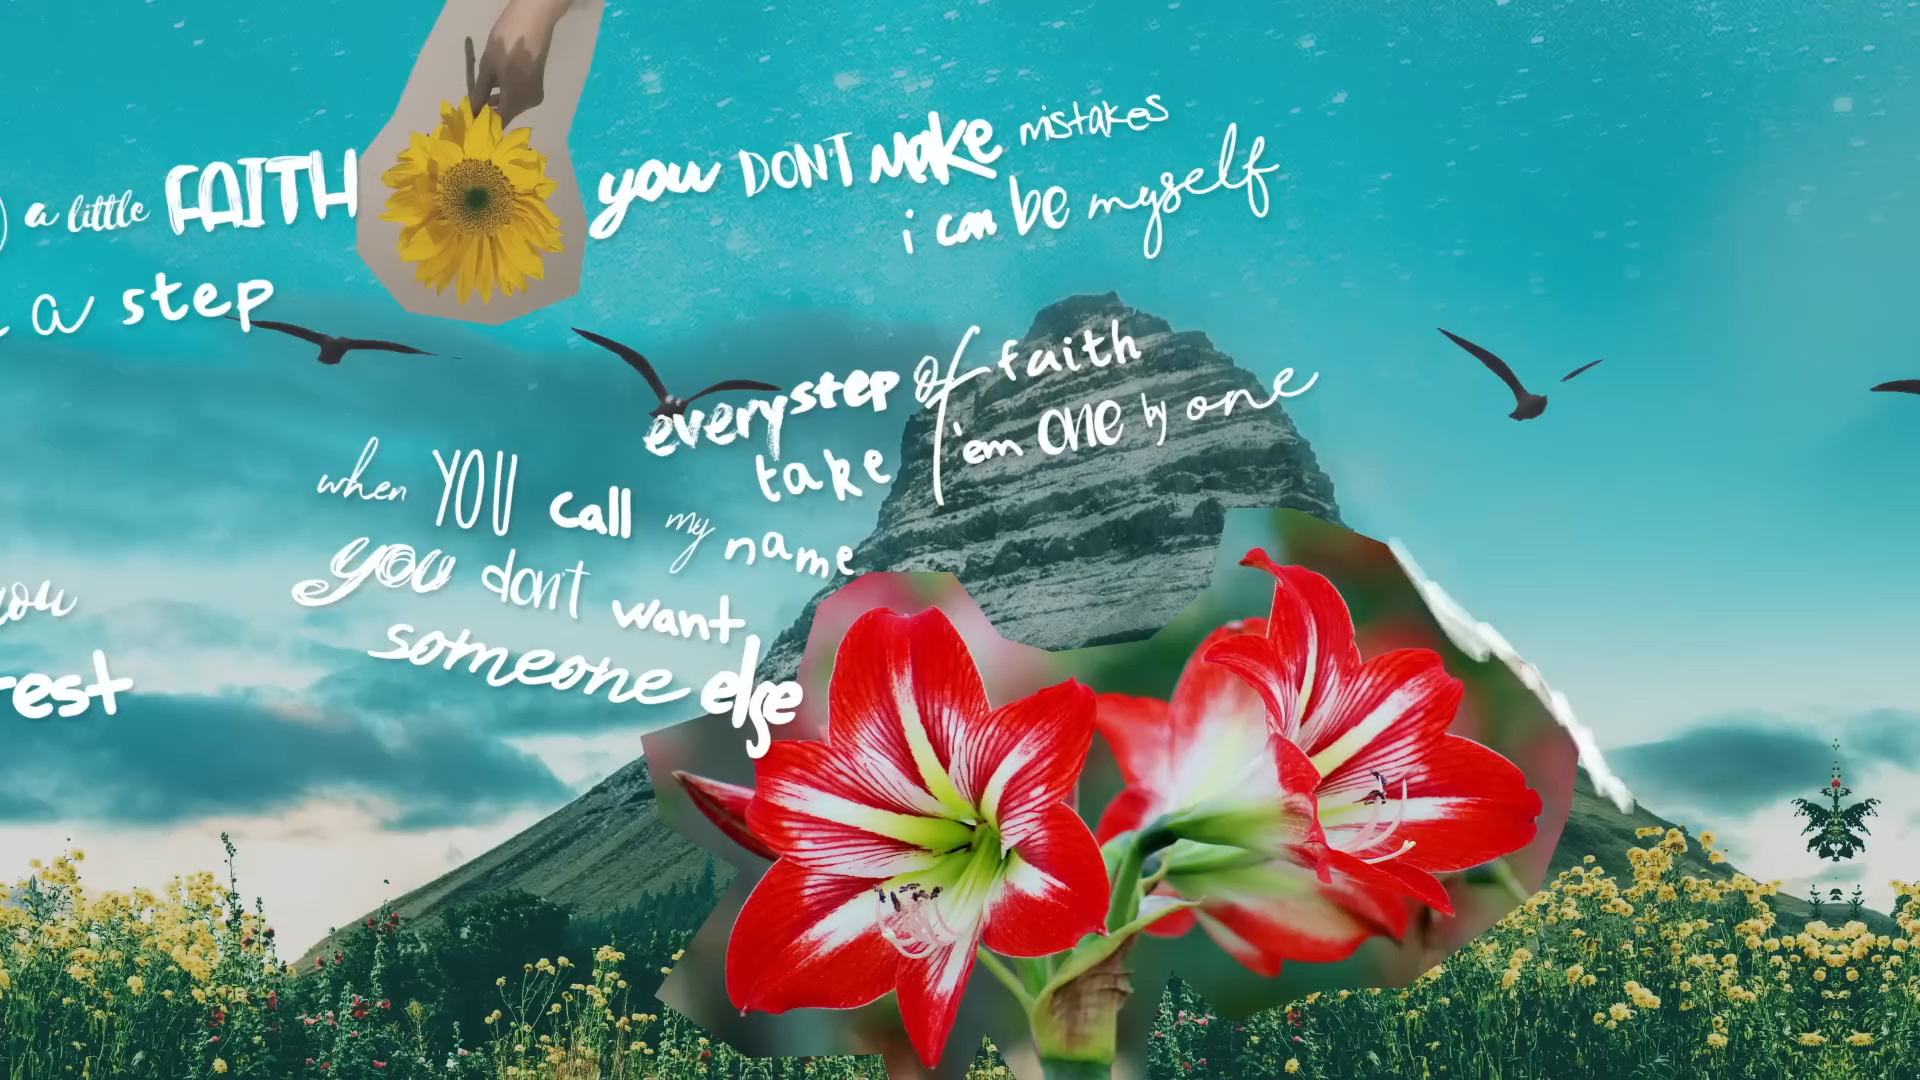 a little FAITH
you DON'T MAKE mistakes
i can be myself
a step
every step of faith
take 'em ONE by one
when YOU call my name
you don't want
someone else
you
rest